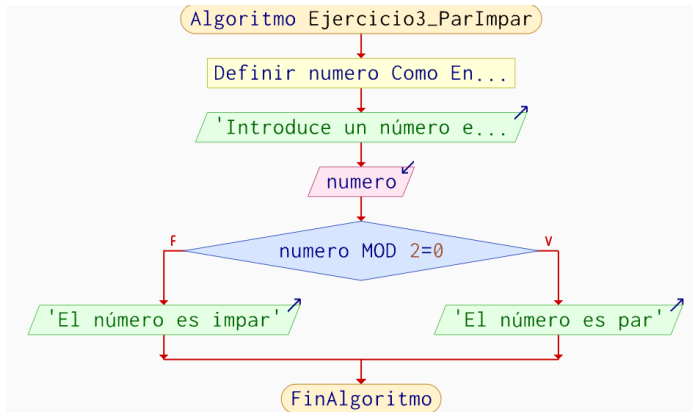 Algoritmo Ejercicio3_ParImpar
Definir numero Como En...
'Introduce un número e...
numero
F
V
numero MOD 2=0
'El número es impar'
'El número es par'
FinAlgoritmo